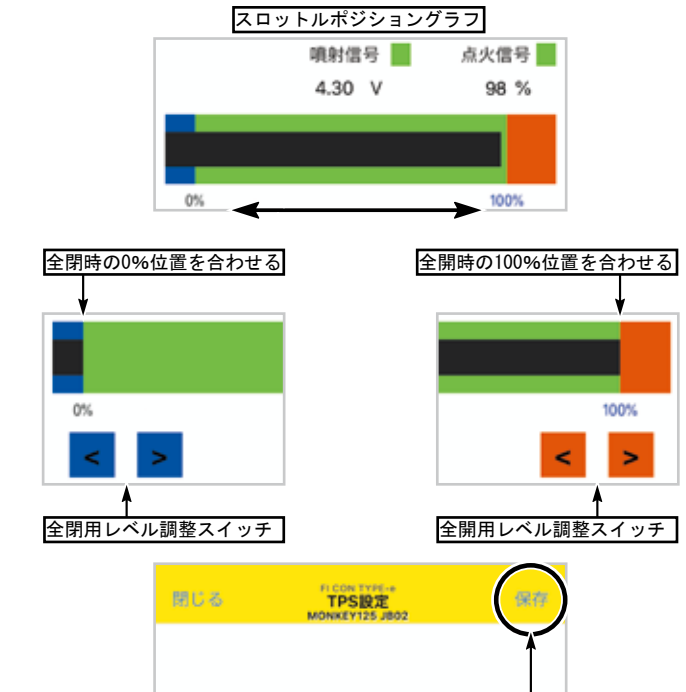 スロットルポジショングラフ
噴射信号 点火信号
4.30 V 98 %
0% 100%
全閉時の0%位置を合わせる 全開時の100%位置を合わせる
0% 100%
< > < >
全閉用レベル調整スイッチ 全開用レベル調整スイッチ
FI CON TYPE-e
閉じる TPS設定 保存
MONKEY125 JB02